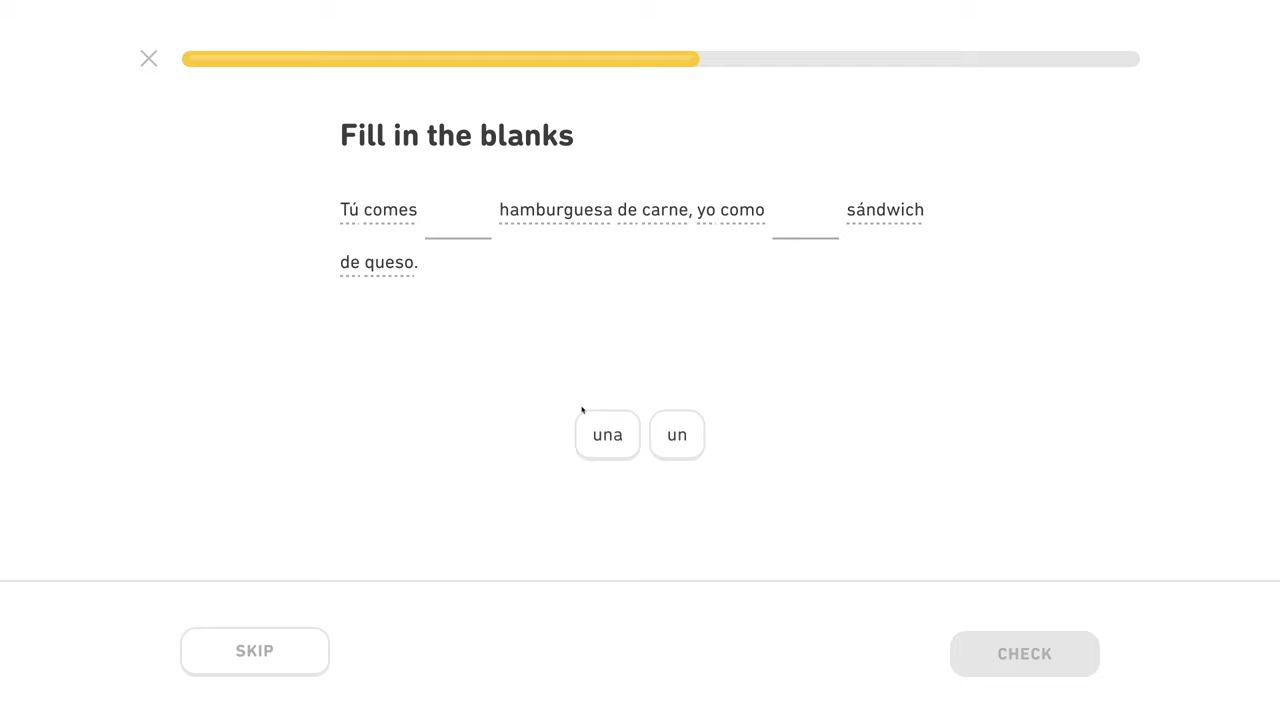 Fill in the blanks
Tú comes hamburguesa de carne, yo como sándwich
de queso.
una un
SKIP CHECK